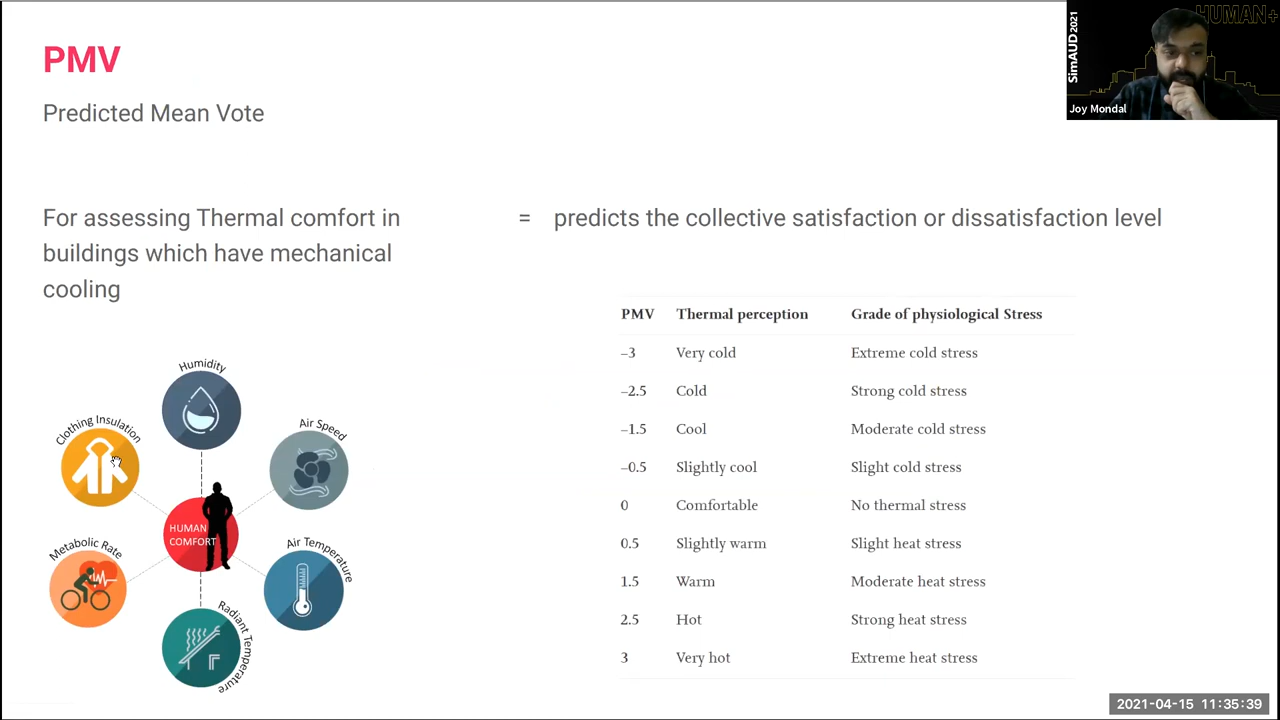 PMV
Predicted Mean Vote
For assessing Thermal comfort in
buildings which have mechanical
cooling
= predicts the collective satisfaction or dissatisfaction level
Humidity
Clothing Insulation
Air Speed
HUMAN
COMFORT
Metabolic Rate
Air Temperature
Radiant Temperature
PMV Thermal perception Grade of physiological Stress
–3 Very cold Extreme cold stress
–2.5 Cold Strong cold stress
–1.5 Cool Moderate cold stress
–0.5 Slightly cool Slight cold stress
0 Comfortable No thermal stress
0.5 Slightly warm Slight heat stress
1.5 Warm Moderate heat stress
2.5 Hot Strong heat stress
3 Very hot Extreme heat stress
SimAUD2021
HUMAN+
Joy Mondal
2021-04-15 11:35:39